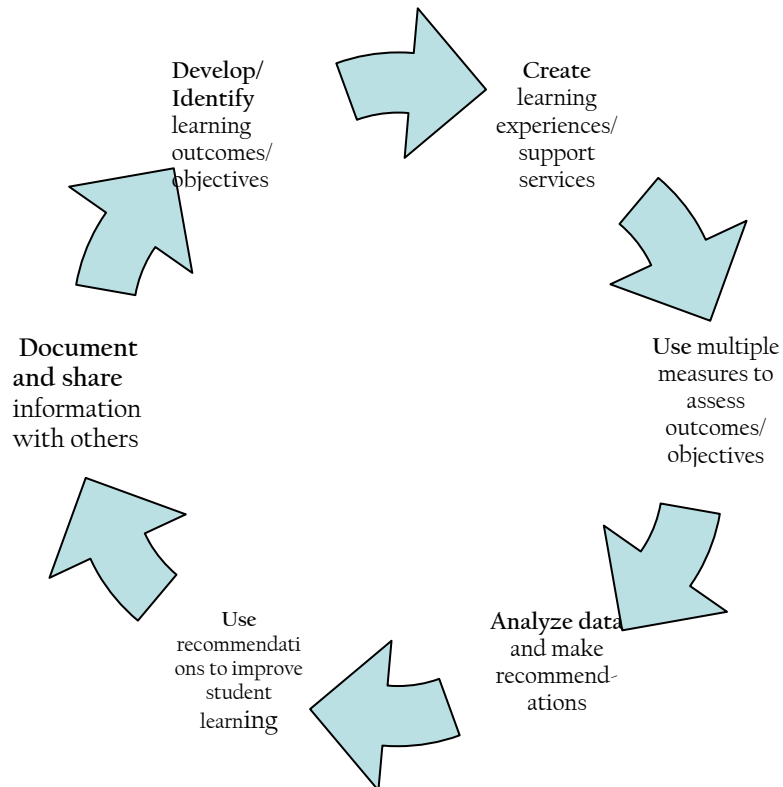 Develop/
Identify
learning
outcomes/
objectives
Create
learning
experiences/
support
services
Use multiple
measures to
assess
outcomes/
objectives
Analyze data
and make
recommend-
ations
Use
recommendati
ons to improve
student
learning
Document
and share
information
with others